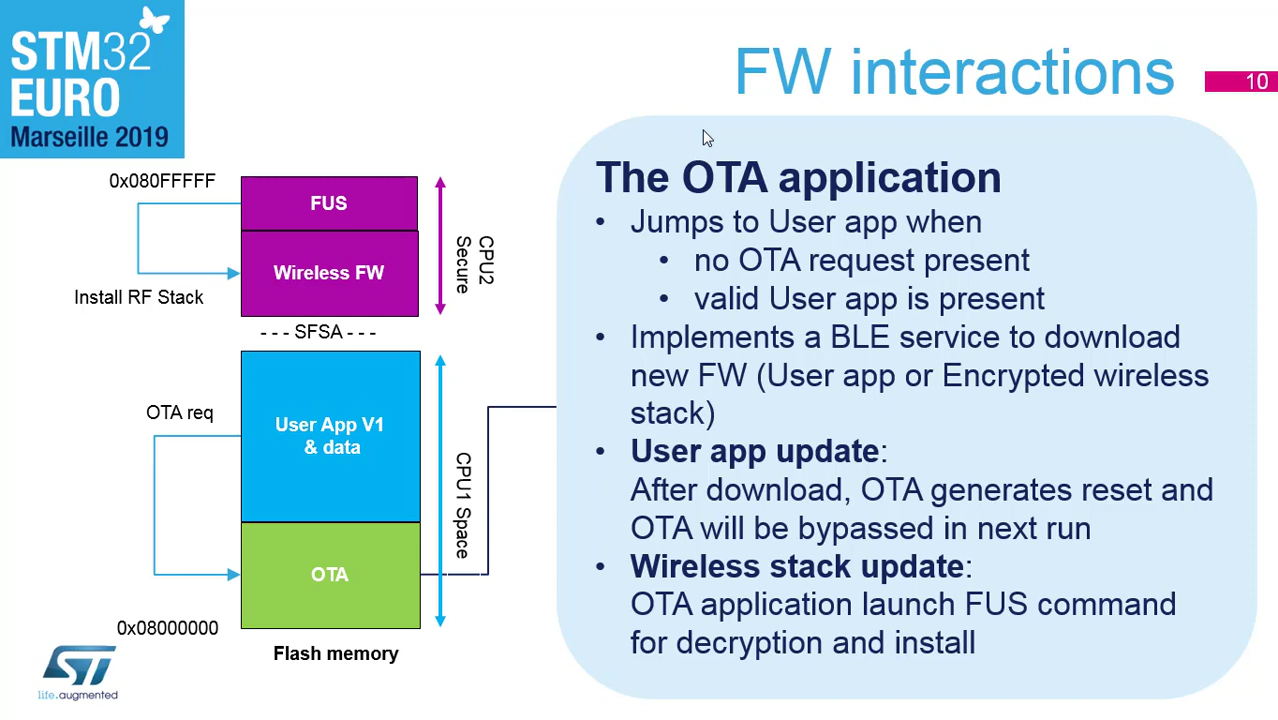 STM32
EURO
Marseille 2019
FW interactions
10
0x080FFFFF
FUS
Wireless FW
Install RF Stack
CPU2
Secure
- - - SFSA - - -
OTA req
User App V1
& data
CPU1 Space
OTA
0x08000000
Flash memory
The OTA application
• Jumps to User app when
• no OTA request present
• valid User app is present
• Implements a BLE service to download
new FW (User app or Encrypted wireless
stack)
• User app update:
After download, OTA generates reset and
OTA will be bypassed in next run
• Wireless stack update:
OTA application launch FUS command
for decryption and install
ST
life.augmented